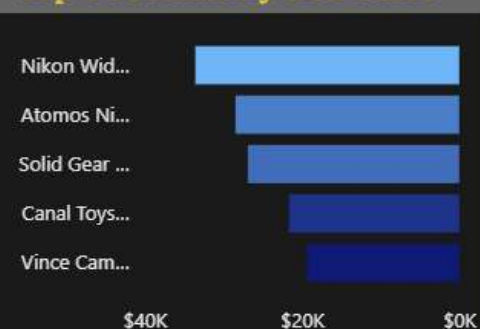 Nikon Wid...
Atomos Ni...
Solid Gear ...
Canal Toys...
Vince Cam...
$40K $20K $0K